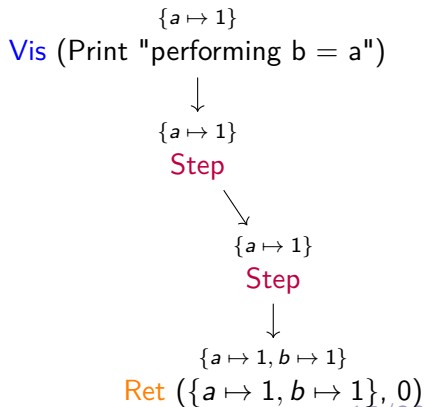 {a ↦ 1}
Vis (Print "performing b = a")
{a ↦ 1}
Step
{a ↦ 1}
Step
{a ↦ 1, b ↦ 1}
Ret ({a ↦ 1, b ↦ 1}, 0)